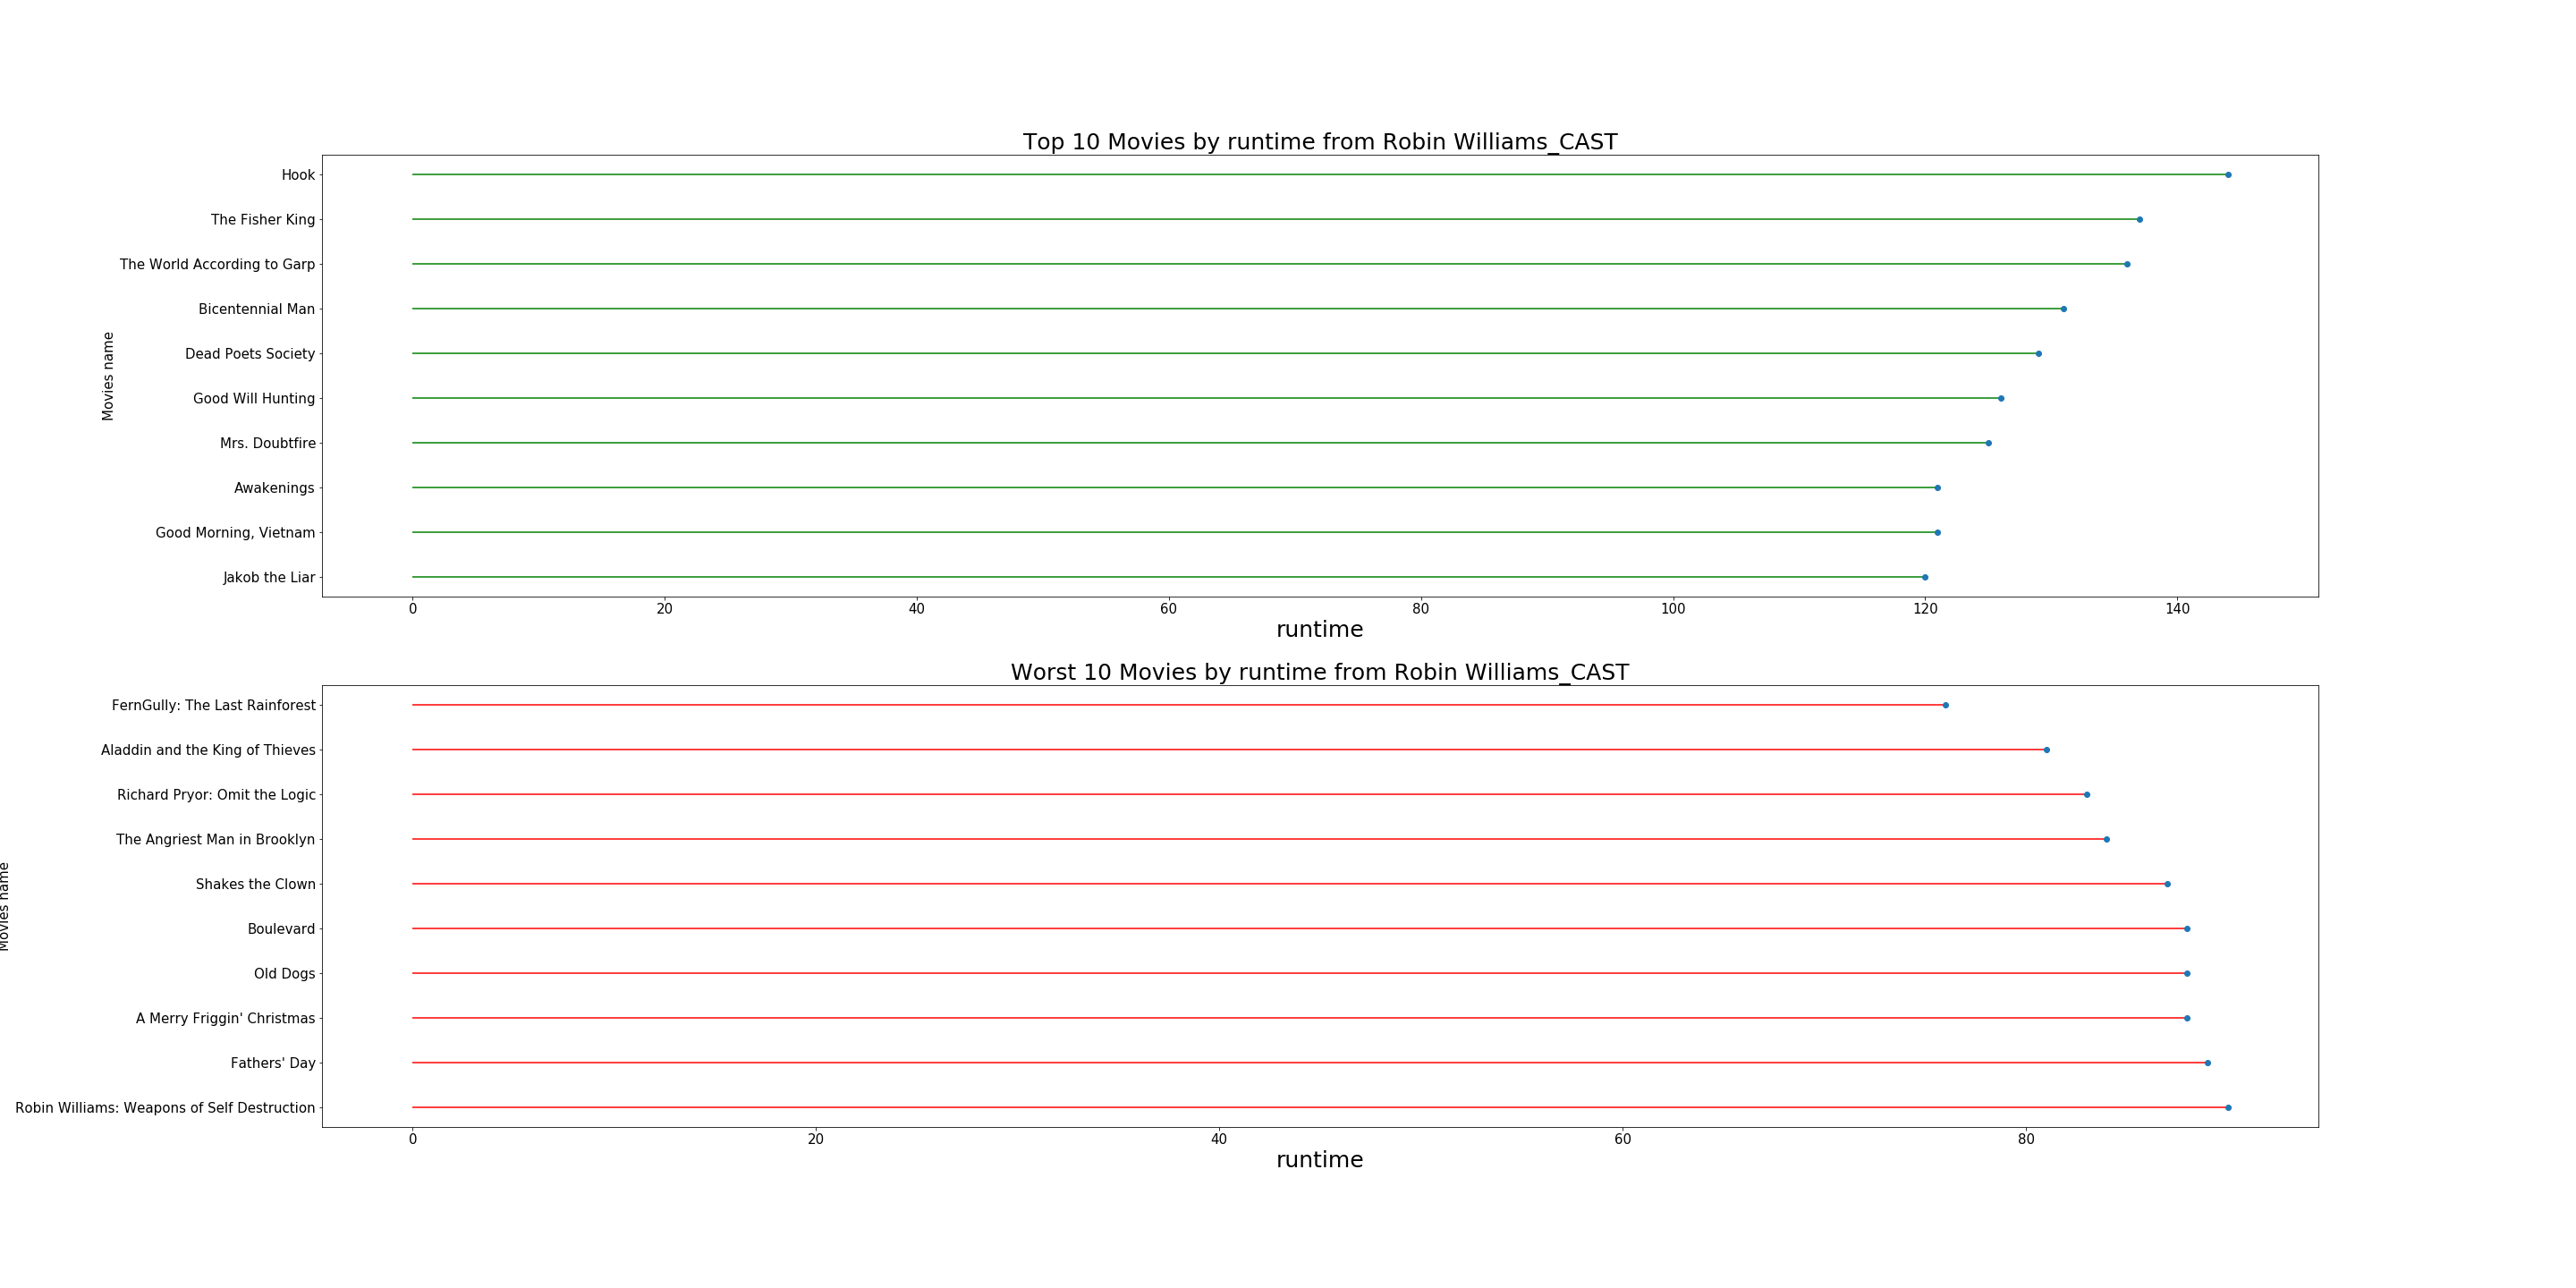 Top 10 Movies by runtime from Robin Williams_CAST
Movies name
Hook
The Fisher King
The World According to Garp
Bicentennial Man
Dead Poets Society
Good Will Hunting
Mrs. Doubtfire
Awakenings
Good Morning, Vietnam
Jakob the Liar
0 20 40 60 80 100 120 140
runtime
Worst 10 Movies by runtime from Robin Williams_CAST
Movies name
FernGully: The Last Rainforest
Aladdin and the King of Thieves
Richard Pryor: Omit the Logic
The Angriest Man in Brooklyn
Shakes the Clown
Boulevard
Old Dogs
A Merry Friggin' Christmas
Fathers' Day
Robin Williams: Weapons of Self Destruction
0 20 40 60 80
runtime